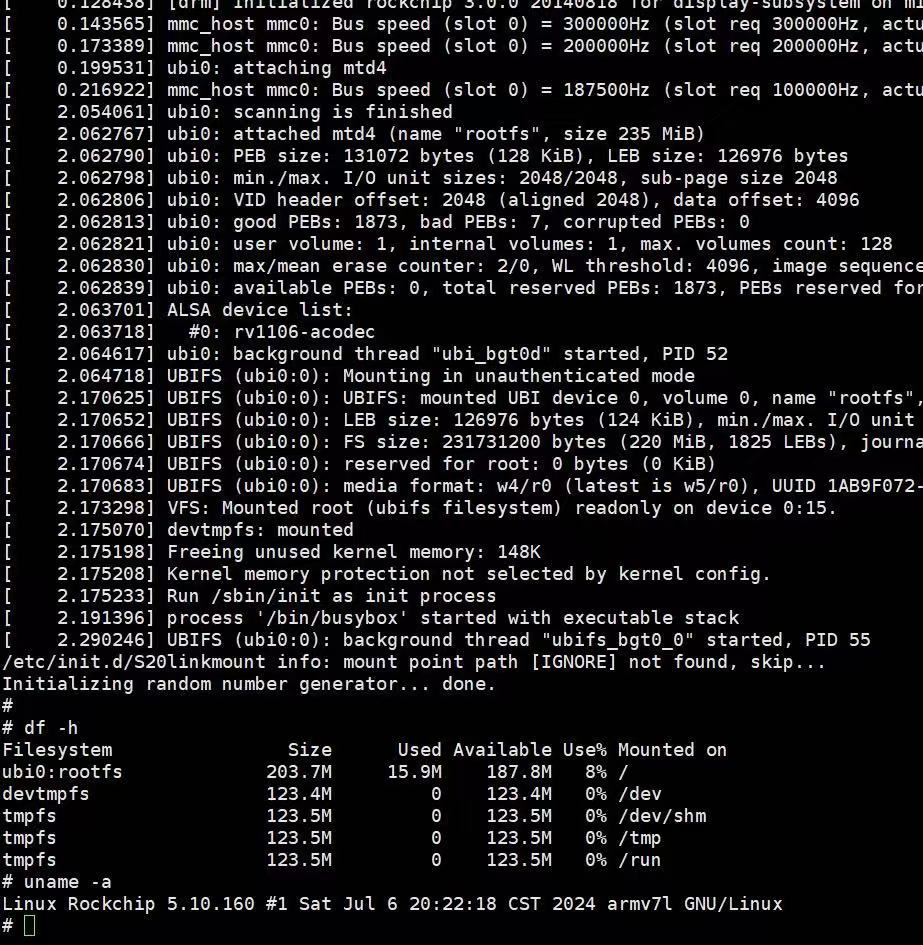 [    0.128438] [drm] Initialized rockchip 3.0.0 20140818 for display-subsystem on mi
[    0.143565] mmc_host mmc0: Bus speed (slot 0) = 300000Hz (slot req 300000Hz, actu
[    0.173389] mmc_host mmc0: Bus speed (slot 0) = 200000Hz (slot req 200000Hz, actu
[    0.199531] ubi0: attaching mtd4
[    0.216922] mmc_host mmc0: Bus speed (slot 0) = 187500Hz (slot req 100000Hz, actu
[    2.054061] ubi0: scanning is finished
[    2.062767] ubi0: attached mtd4 (name "rootfs", size 235 MiB)
[    2.062790] ubi0: PEB size: 131072 bytes (128 KiB), LEB size: 126976 bytes
[    2.062798] ubi0: min./max. I/O unit sizes: 2048/2048, sub-page size 2048
[    2.062806] ubi0: VID header offset: 2048 (aligned 2048), data offset: 4096
[    2.062813] ubi0: good PEBs: 1873, bad PEBs: 7, corrupted PEBs: 0
[    2.062821] ubi0: user volume: 1, internal volumes: 1, max. volumes count: 128
[    2.062830] ubi0: max/mean erase counter: 2/0, WL threshold: 4096, image sequence
[    2.062839] ubi0: available PEBs: 0, total reserved PEBs: 1873, PEBs reserved for
[    2.063701] ALSA device list:
[    2.063718]   #0: rv1106-acodec
[    2.064617] ubi0: background thread "ubi_bgt0d" started, PID 52
[    2.064718] UBIFS (ubi0:0): Mounting in unauthenticated mode
[    2.170625] UBIFS (ubi0:0): UBIFS: mounted UBI device 0, volume 0, name "rootfs",
[    2.170652] UBIFS (ubi0:0): LEB size: 126976 bytes (124 KiB), min./max. I/O unit
[    2.170666] UBIFS (ubi0:0): FS size: 231731200 bytes (220 MiB, 1825 LEBs), journa
[    2.170674] UBIFS (ubi0:0): reserved for root: 0 bytes (0 KiB)
[    2.170683] UBIFS (ubi0:0): media format: w4/r0 (latest is w5/r0), UUID 1AB9F072-
[    2.173298] VFS: Mounted root (ubifs filesystem) readonly on device 0:15.
[    2.175070] devtmpfs: mounted
[    2.175198] Freeing unused kernel memory: 148K
[    2.175208] Kernel memory protection not selected by kernel config.
[    2.175233] Run /sbin/init as init process
[    2.191396] process '/bin/busybox' started with executable stack
[    2.290246] UBIFS (ubi0:0): background thread "ubifs_bgt0_0" started, PID 55
/etc/init.d/S20linkmount info: mount point path [IGNORE] not found, skip...
Initializing random number generator... done.
#
# df -h
Filesystem                Size      Used Available Use% Mounted on
ubi0:rootfs             203.7M     15.9M    187.8M   8% /
devtmpfs                123.4M         0    123.4M   0% /dev
tmpfs                   123.5M         0    123.5M   0% /dev/shm
tmpfs                   123.5M         0    123.5M   0% /tmp
tmpfs                   123.5M         0    123.5M   0% /run
# uname -a
Linux Rockchip 5.10.160 #1 Sat Jul 6 20:22:18 CST 2024 armv7l GNU/Linux
#